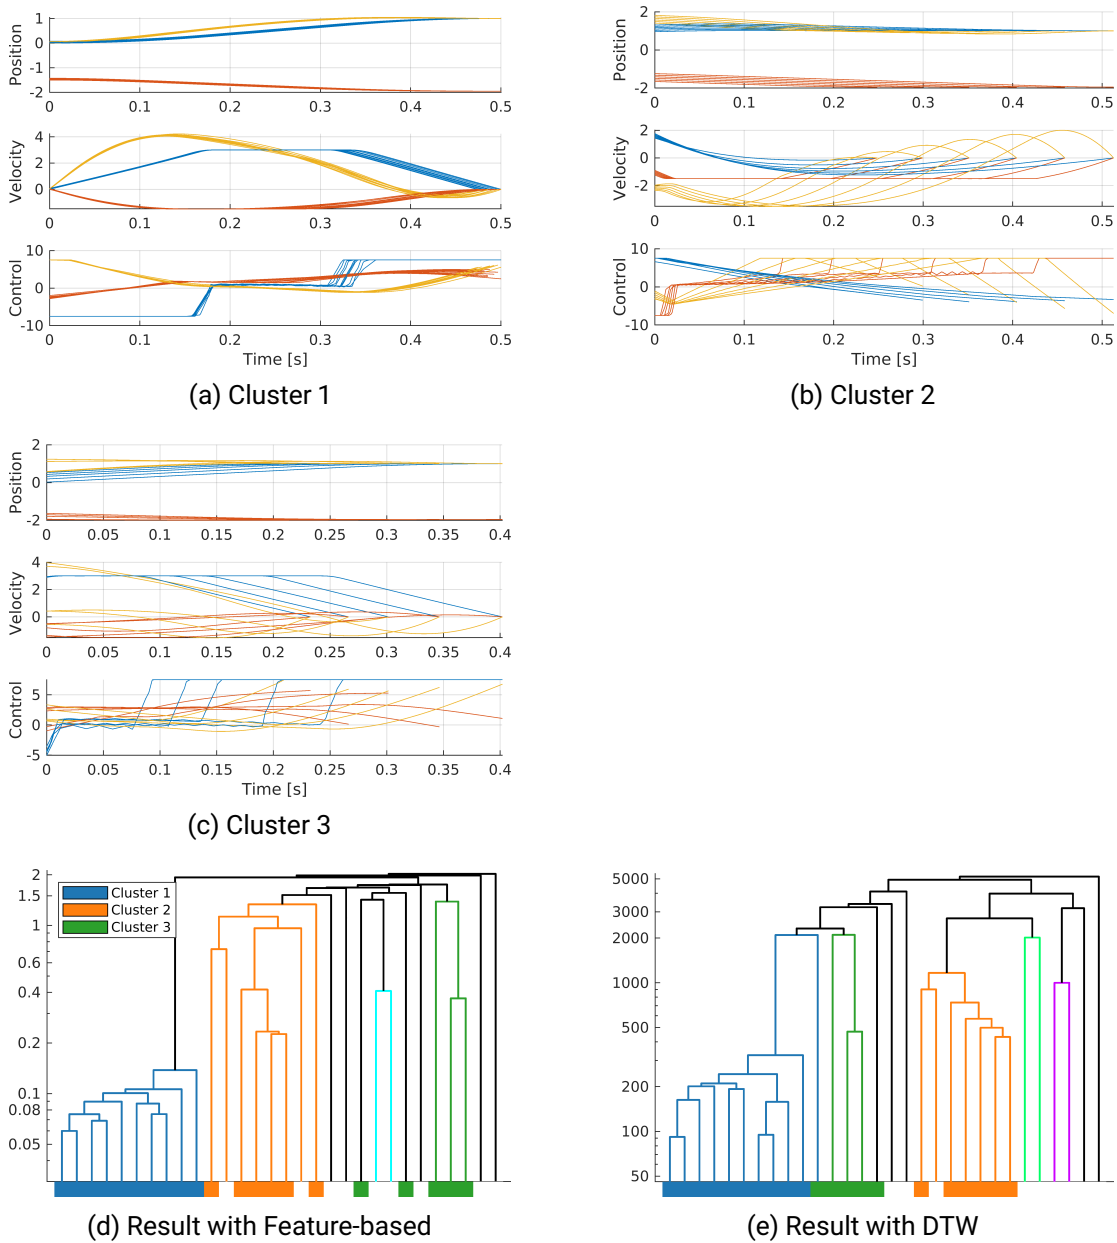 1
0
-1
-2
Position
0 0.1 0.2 0.3 0.4 0.5
4
2
0
Velocity
0 0.1 0.2 0.3 0.4 0.5
10
0
-10
Control
0 0.1 0.2 0.3 0.4 0.5
Time [s]
(a) Cluster 1
2
0
-2
Position
0 0.1 0.2 0.3 0.4 0.5
2
0
-2
Velocity
0 0.1 0.2 0.3 0.4 0.5
10
0
-10
Control
0 0.1 0.2 0.3 0.4 0.5
Time [s]
(b) Cluster 2
2
0
-2
Position
0 0.05 0.1 0.15 0.2 0.25 0.3 0.35 0.4
4
2
0
Velocity
0 0.05 0.1 0.15 0.2 0.25 0.3 0.35 0.4
5
0
-5
Control
0 0.05 0.1 0.15 0.2 0.25 0.3 0.35 0.4
Time [s]
(c) Cluster 3
2
1.5
1
0.6
0.4
0.2
0.1
0.08
0.05
Cluster 1
Cluster 2
Cluster 3
(d) Result with Feature-based
5000
3000
2000
1000
500
200
100
50
(e) Result with DTW